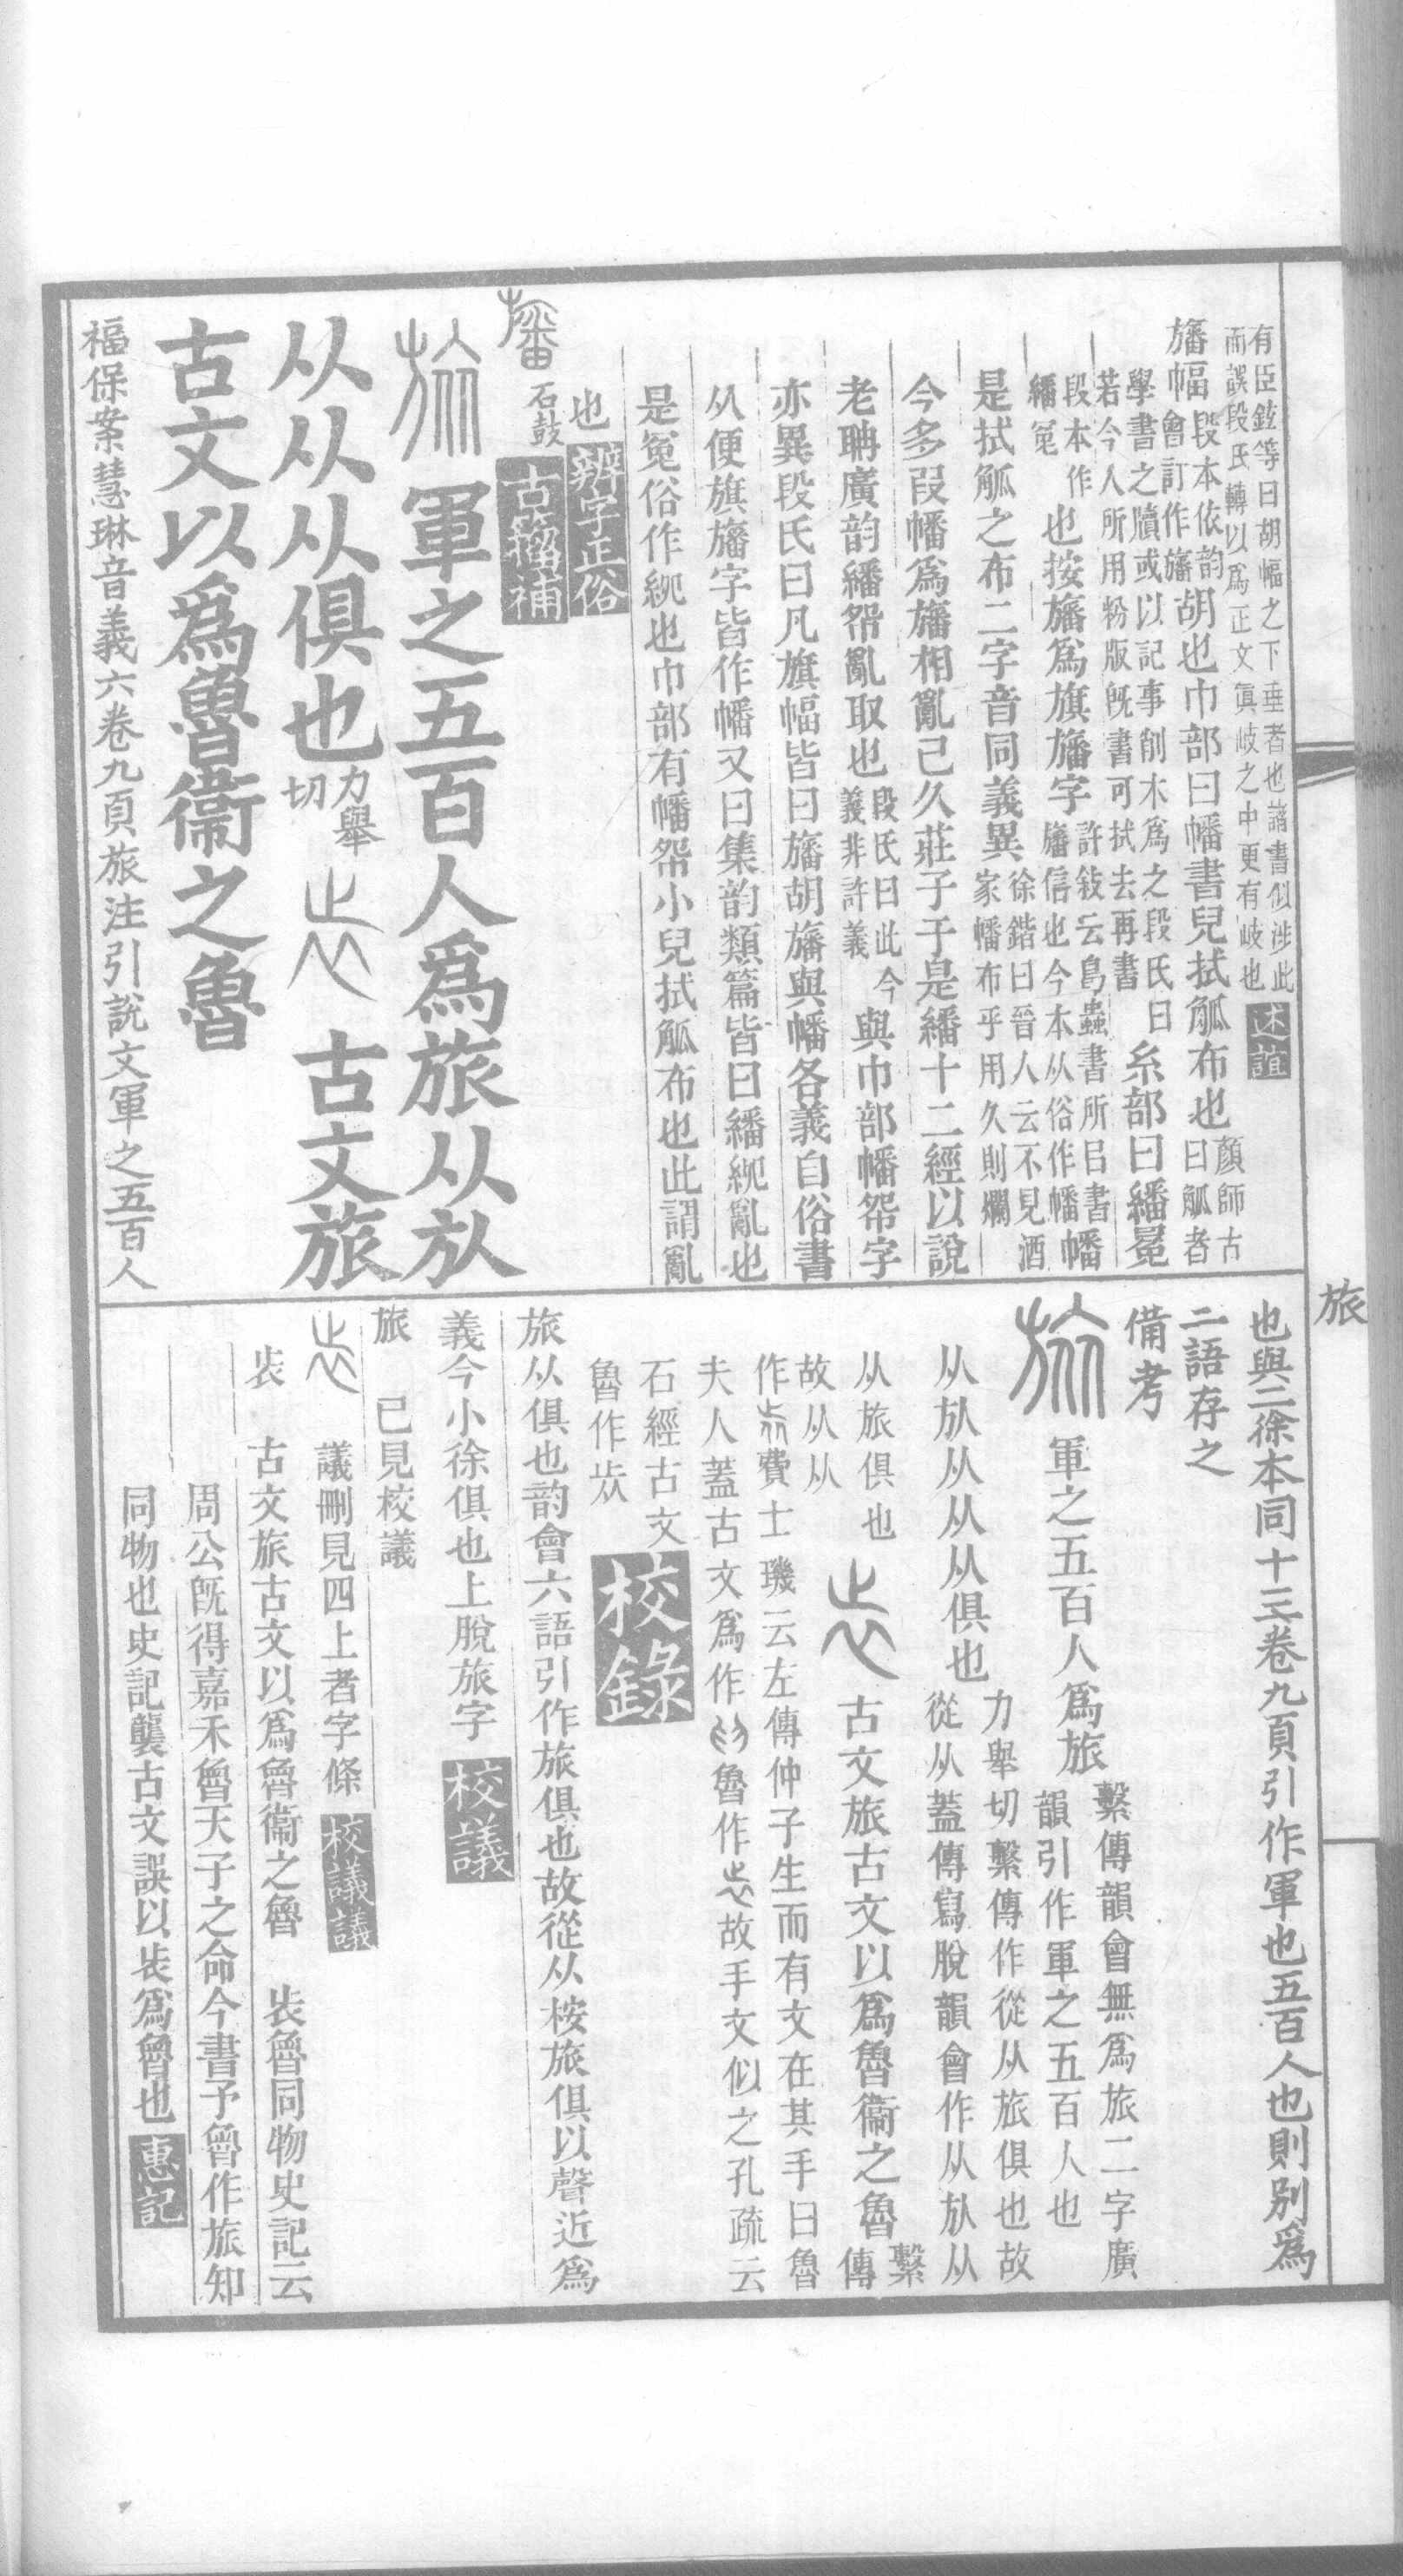 有臣鉉等曰胡幅之下垂者也諸書似涉此
而誤段氏轉以爲正文眞歧之中更有歧也 述誼
旛幅段本依韵會訂作旛胡也巾部曰幡書兒拭觚布也顏師古曰觚者
學書之牘或以記事削木爲之段氏曰
若今人所用粉版旣書可拭去再書 糸部曰繙冕
段本作繙冤也按旛爲旗旛字許敍云鳥蟲書所㠯書幡旛信也今本从俗作幡 幡
是拭觚之布二字音同義異徐鍇曰晉人云不見酒家幡布乎用久則爛
今多叚幡爲旛相亂已久莊子于是繙十二經以說
老聃廣韵繙帤亂取也段氏曰此今義非許義 與巾部幡帤字
亦異段氏曰凡旗幅皆曰旛胡旛與幡各義自俗書
从便旗旛字皆作幡又曰集韵類篇皆曰繙䋿亂也
是冤俗作䋿也巾部有幡帤小兒拭觚布也此謂亂
也 辨字正俗
石鼓 古籀補
軍之五百人爲旅从㫃
从从从俱也力舉切 古文旅
古文以爲魯衞之魯
福保案慧琳音義六卷九頁旅注引說文軍之五百人
旅
也與二徐本同十三卷九頁引作軍也五百人也則別爲
二語存之
備考
軍之五百人爲旅繫傳韻會無爲旅二字廣韻引作軍之五百人也
从㫃从从从俱也力舉切繫傳作從从旅俱也故從从蓋傳寫脫韻會作从㫃从
从旅俱也故从从 古文旅古文以爲魯衞之魯繫傳
作費士璣云左傳仲子生而有文在其手曰魯
夫人蓋古文爲作魯作故手文似之孔疏云
石經古文
魯作㞥 校錄
旅从俱也韵會六語引作旅俱也故從从桉旅俱以聲近爲
義今小徐俱也上脫旅字 校議
旅 已見校議
議刪見四上者字條 校議議
㞣 古文旅古文以爲魯衞之魯 㞣魯同物史記云
周公旣得嘉禾魯天子之命今書予魯作旅知
同物也史記襲古文誤以㞣爲魯也 惠記